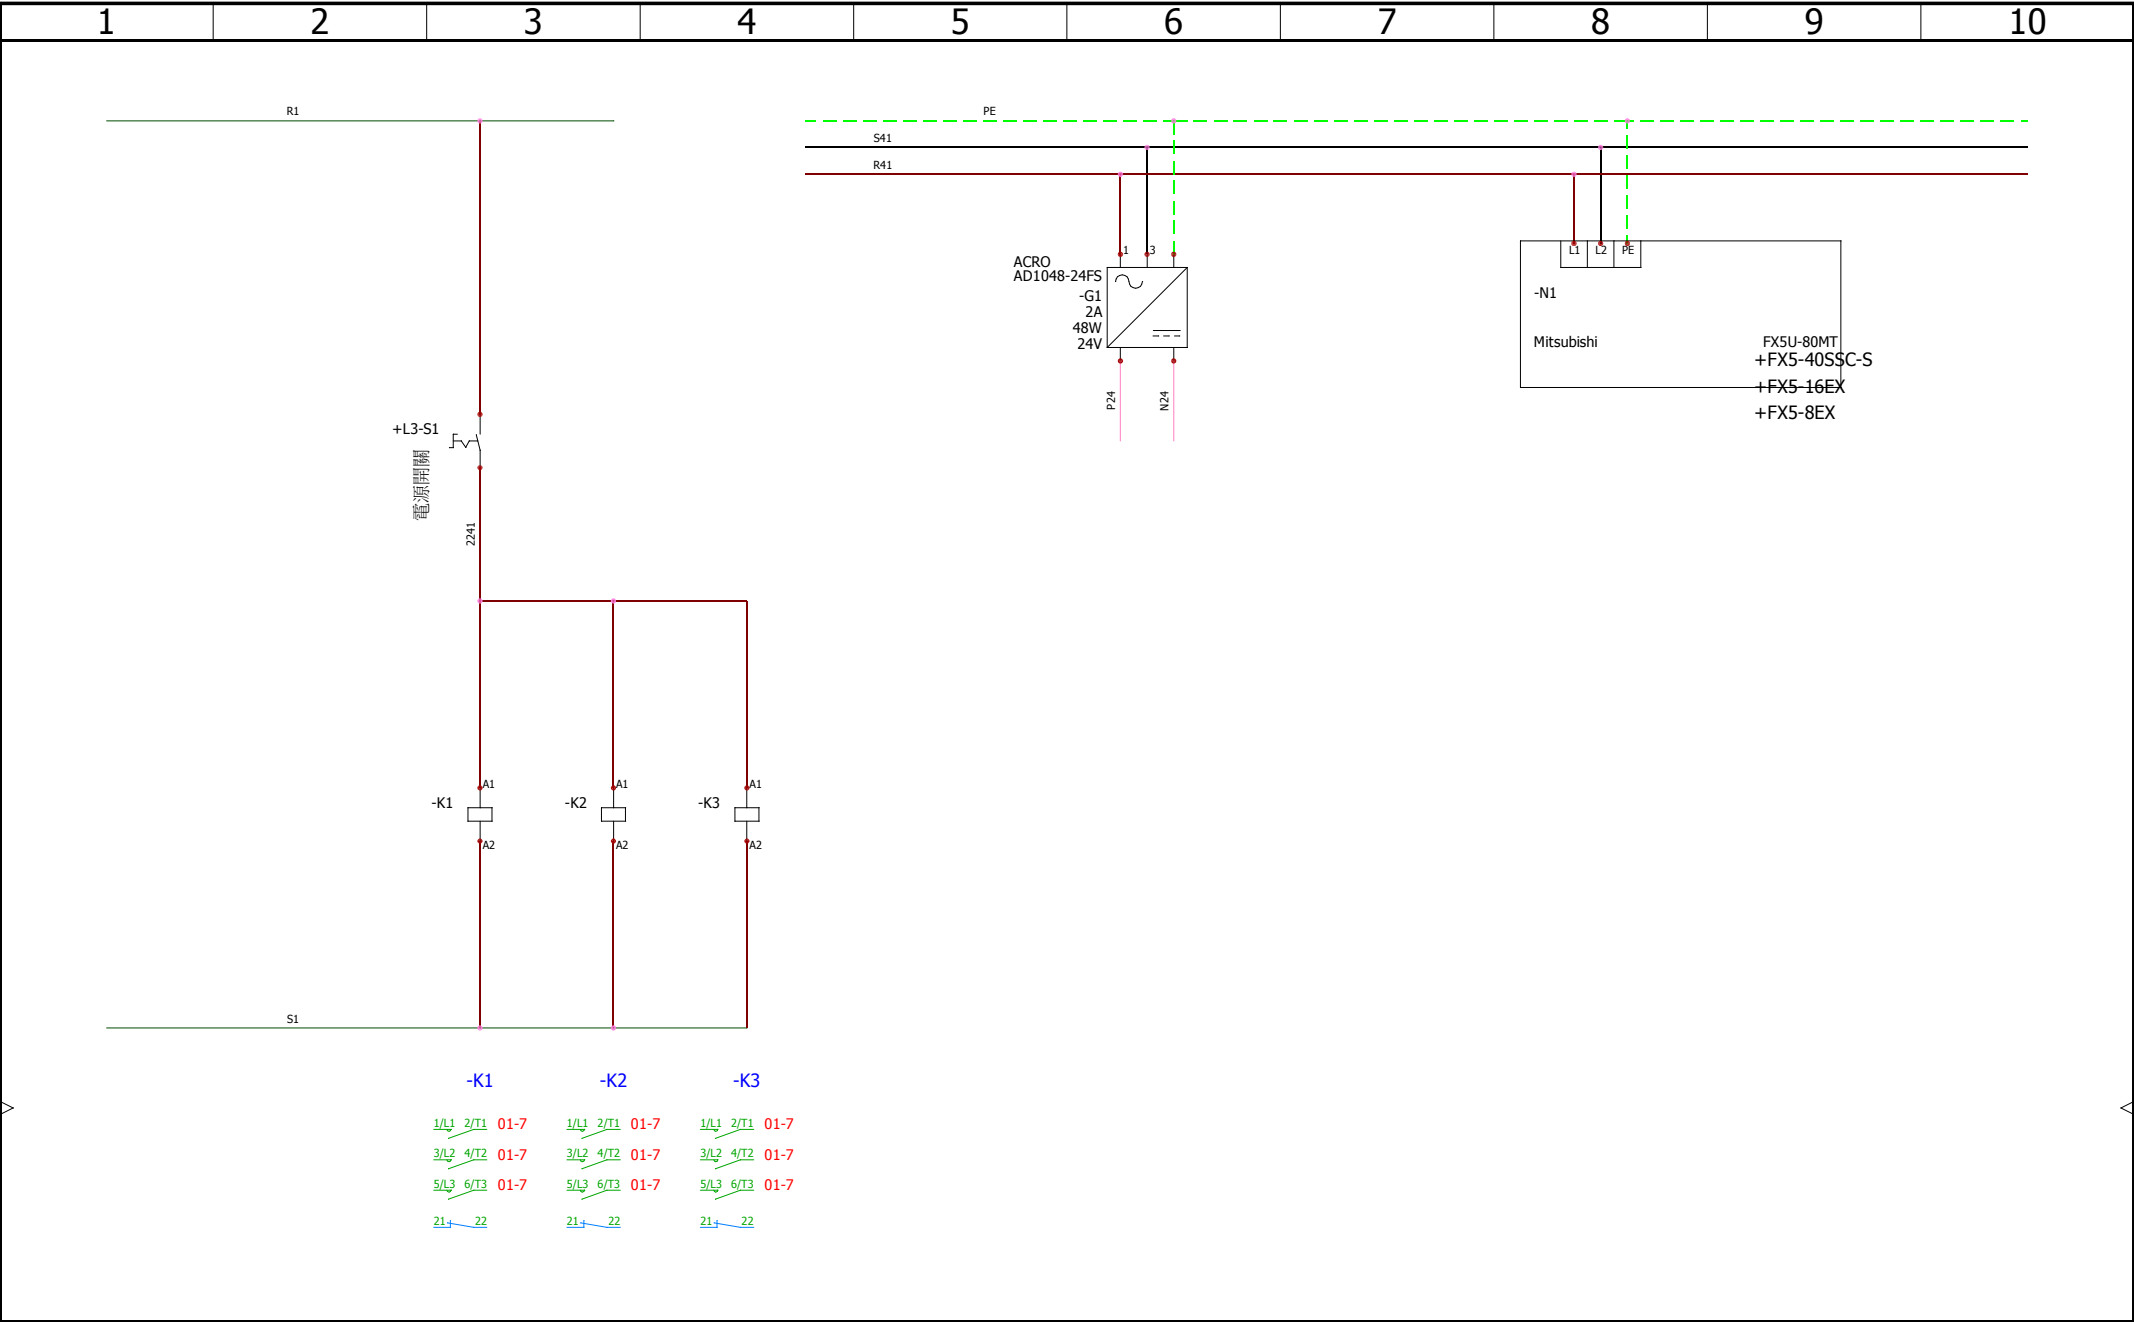 1 2 3 4 5 6 7 8 9 10
R1
PE
S41
R41
1 3
ACRO
AD1048-24FS
-G1
2A
48W
24V
P24 N24
L1 L2 PE
-N1
Mitsubishi FX5U-80MT
+FX5-40SSC-S
+FX5-16EX
+FX5-8EX
+L3-S1
電源開關
2241
A1 A1 A1
-K1 -K2 -K3
A2 A2 A2
S1
-K1 -K2 -K3
1/L1 2/T1 01-7 1/L1 2/T1 01-7 1/L1 2/T1 01-7
3/L2 4/T2 01-7 3/L2 4/T2 01-7 3/L2 4/T2 01-7
5/L3 6/T3 01-7 5/L3 6/T3 01-7 5/L3 6/T3 01-7
21 22 21 22 21 22